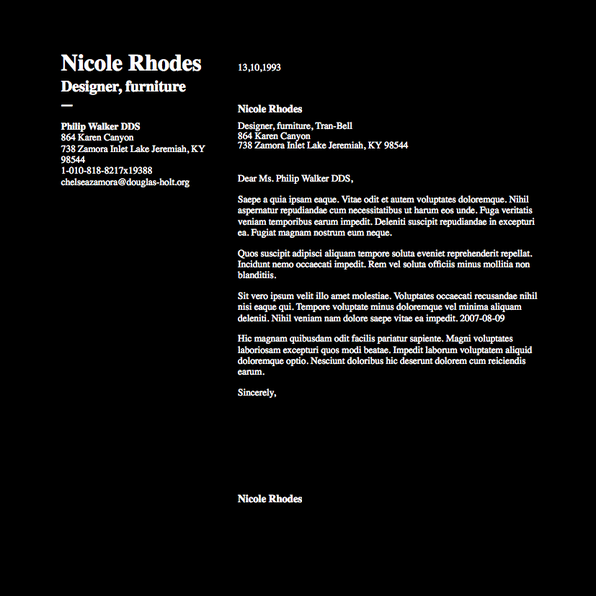 Nicole Rhodes
Designer, furniture
—
Philip Walker DDS
864 Karen Canyon
738 Zamora Inlet Lake Jeremiah, KY
98544
1-010-818-8217x19388
chelseazamora@douglas-holt.org
13,10,1993
Nicole Rhodes
Designer, furniture, Tran-Bell
864 Karen Canyon
738 Zamora Inlet Lake Jeremiah, KY 98544
Dear Ms. Philip Walker DDS,
Saepe a quia ipsam eaque. Vitae odit et autem voluptates doloremque. Nihil
aspernatur repudiandae cum necessitatibus ut harum eos unde. Fuga veritatis
veniam temporibus earum impedit. Deleniti suscipit repudiandae in excepturi
ea. Fugiat magnam nostrum eum neque.
Quos suscipit adipisci aliquam tempore soluta eveniet reprehenderit repellat.
Incidunt nemo occaecati impedit. Rem vel soluta officiis minus mollitia non
blanditiis.
Sit vero ipsum velit illo amet molestiae. Voluptates occaecati recusandae nihil
nisi eaque qui. Tempore voluptate minus doloremque vel minima aliquam
deleniti. Nihil veniam nam dolore saepe vitae ea impedit. 2007-08-09
Hic magnam quibusdam odit facilis pariatur sapiente. Magni voluptates
laboriosam excepturi quos modi beatae. Impedit laborum voluptatem aliquid
doloremque optio. Nesciunt doloribus hic deserunt dolorem cum reiciendis
earum.
Sincerely,
Nicole Rhodes